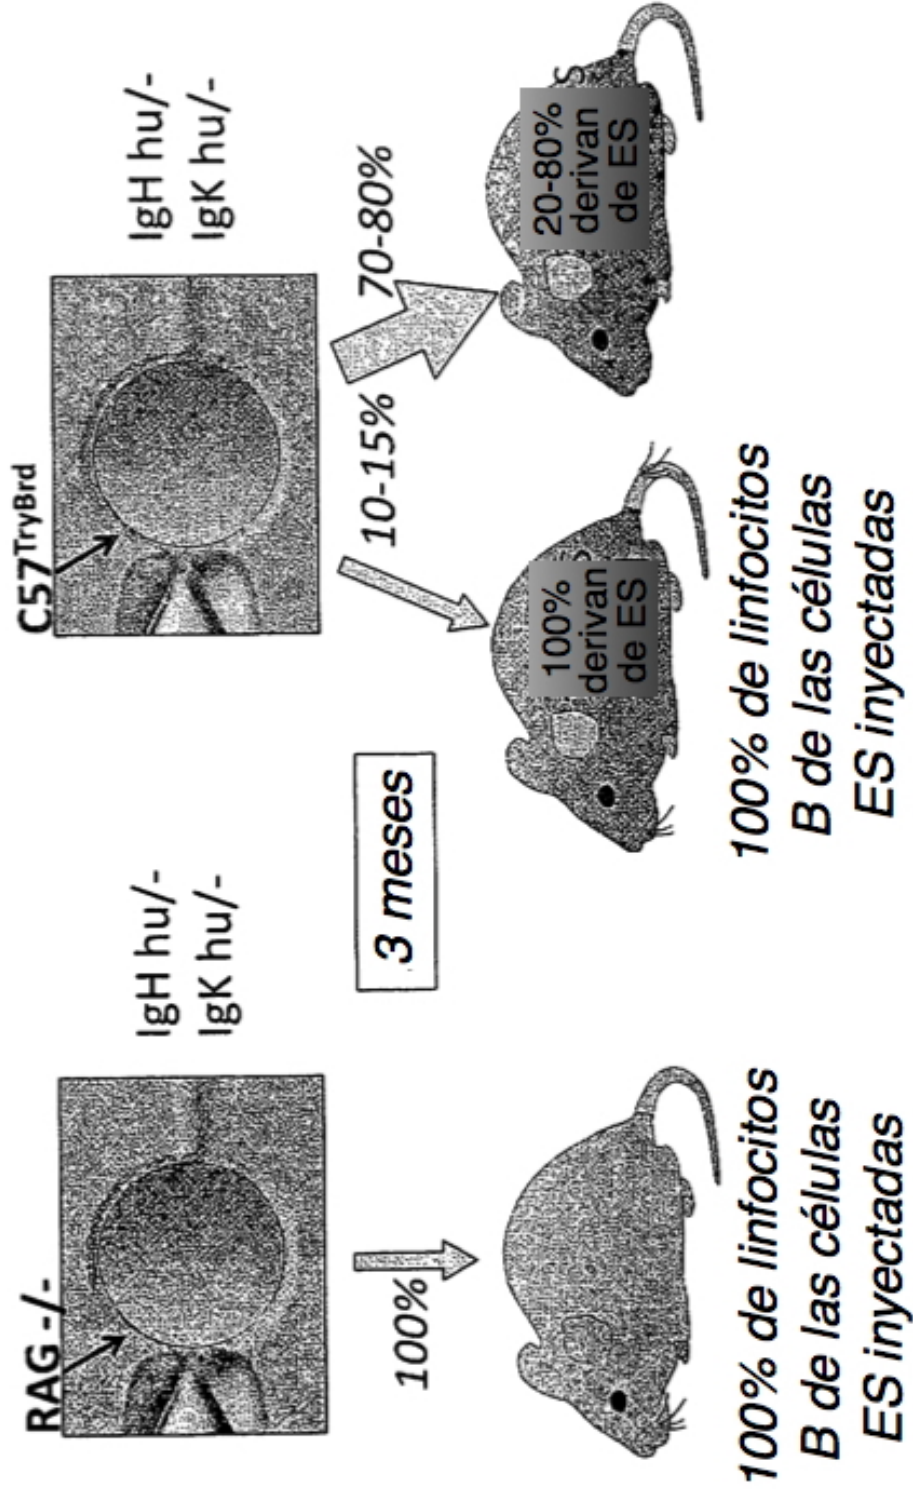 RAG -/-
IgH hu/-
IgK hu/-
100%
100% de linfocitos
B de las células
ES inyectadas
3 meses
C57TryBrd
IgH hu/-
IgK hu/-
10-15%
70-80%
100%
derivan
de ES
S
20-80%
derivan
de ES
S
100% de linfocitos
B de las células
ES inyectadas